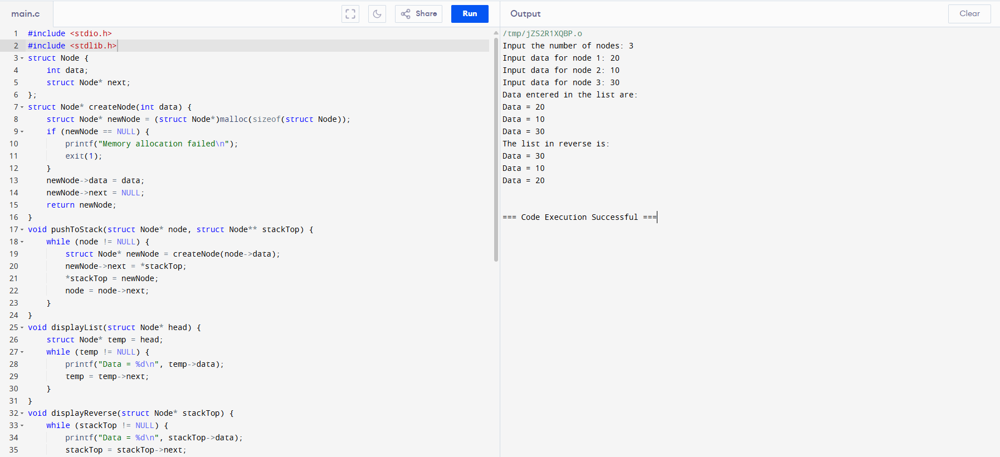 main.c
Share
Run
Output
Clear
1 #include <stdio.h>
2 #include <stdlib.h>
3 struct Node {
4     int data;
5     struct Node* next;
6 };
7 struct Node* createNode(int data) {
8     struct Node* newNode = (struct Node*)malloc(sizeof(struct Node));
9     if (newNode == NULL) {
10         printf("Memory allocation failed\n");
11         exit(1);
12     }
13     newNode->data = data;
14     newNode->next = NULL;
15     return newNode;
16 }
17 void pushToStack(struct Node* node, struct Node** stackTop) {
18     while (node != NULL) {
19         struct Node* newNode = createNode(node->data);
20         newNode->next = *stackTop;
21         *stackTop = newNode;
22         node = node->next;
23     }
24 }
25 void displayList(struct Node* head) {
26     struct Node* temp = head;
27     while (temp != NULL) {
28         printf("Data = %d\n", temp->data);
29         temp = temp->next;
30     }
31 }
32 void displayReverse(struct Node* stackTop) {
33     while (stackTop != NULL) {
34         printf("Data = %d\n", stackTop->data);
35         stackTop = stackTop->next;
/tmp/jZS2R1XQBP.o
Input the number of nodes: 3
Input data for node 1: 20
Input data for node 2: 10
Input data for node 3: 30
Data entered in the list are:
Data = 20
Data = 10
Data = 30
The list in reverse is:
Data = 30
Data = 10
Data = 20
=== Code Execution Successful ===